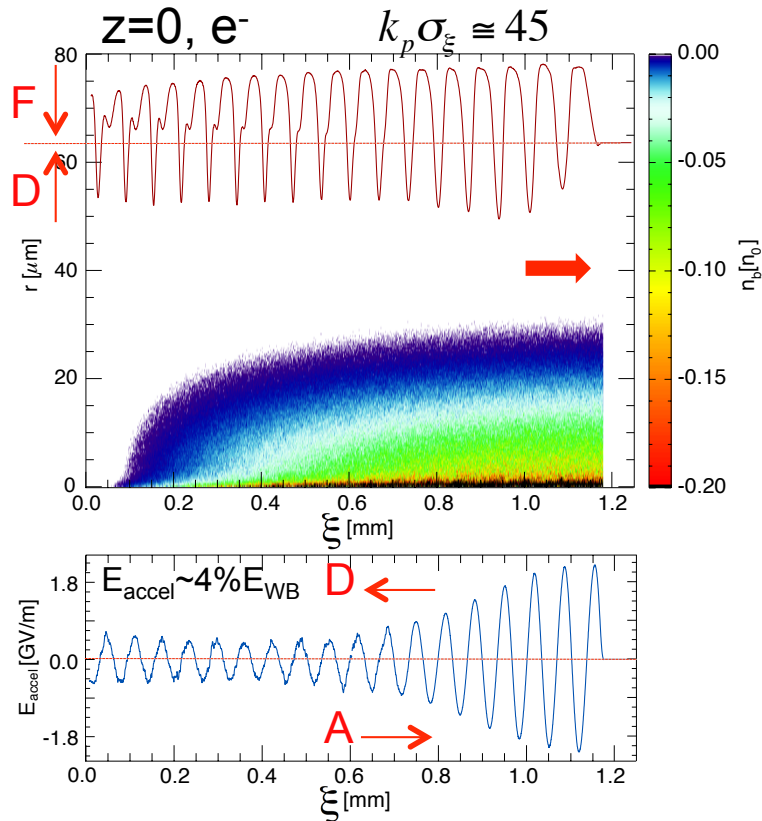 z=0, e⁻
kₚσ_ξ ≅ 45
80
60
40
20
0
r [μm]
F
D
0.0 0.2 0.4 0.6 0.8 1.0 1.2
ξ [mm]
0.00
-0.05
-0.10
-0.15
-0.20
n_b[n_0]
E_accel~4%E_WB
D
A
1.8
0.0
-1.8
E_accel [GV/m]
0.0 0.2 0.4 0.6 0.8 1.0 1.2
ξ [mm]